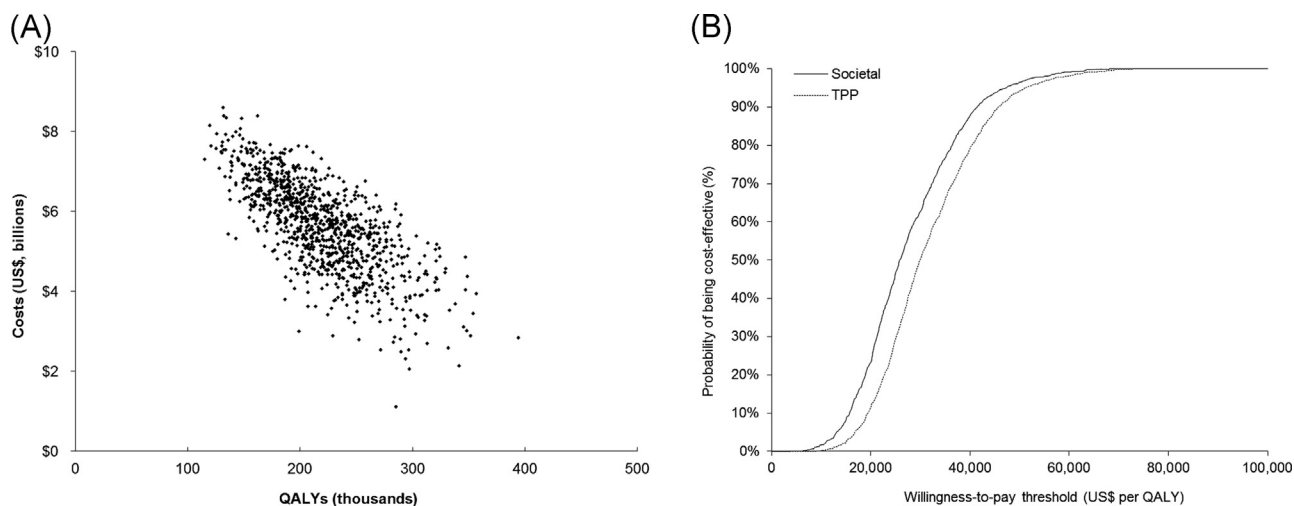 (A)
$10
$8
$6
$4
$2
$0
Costs (US$, billions)
0 100 200 300 400 500
QALYs (thousands)
(B)
100%
90%
80%
70%
60%
50%
40%
30%
20%
10%
0%
Probability of being cost-effective (%)
Societal
TPP
0 20,000 40,000 60,000 80,000 100,000
Willingness-to-pay threshold (US$ per QALY)